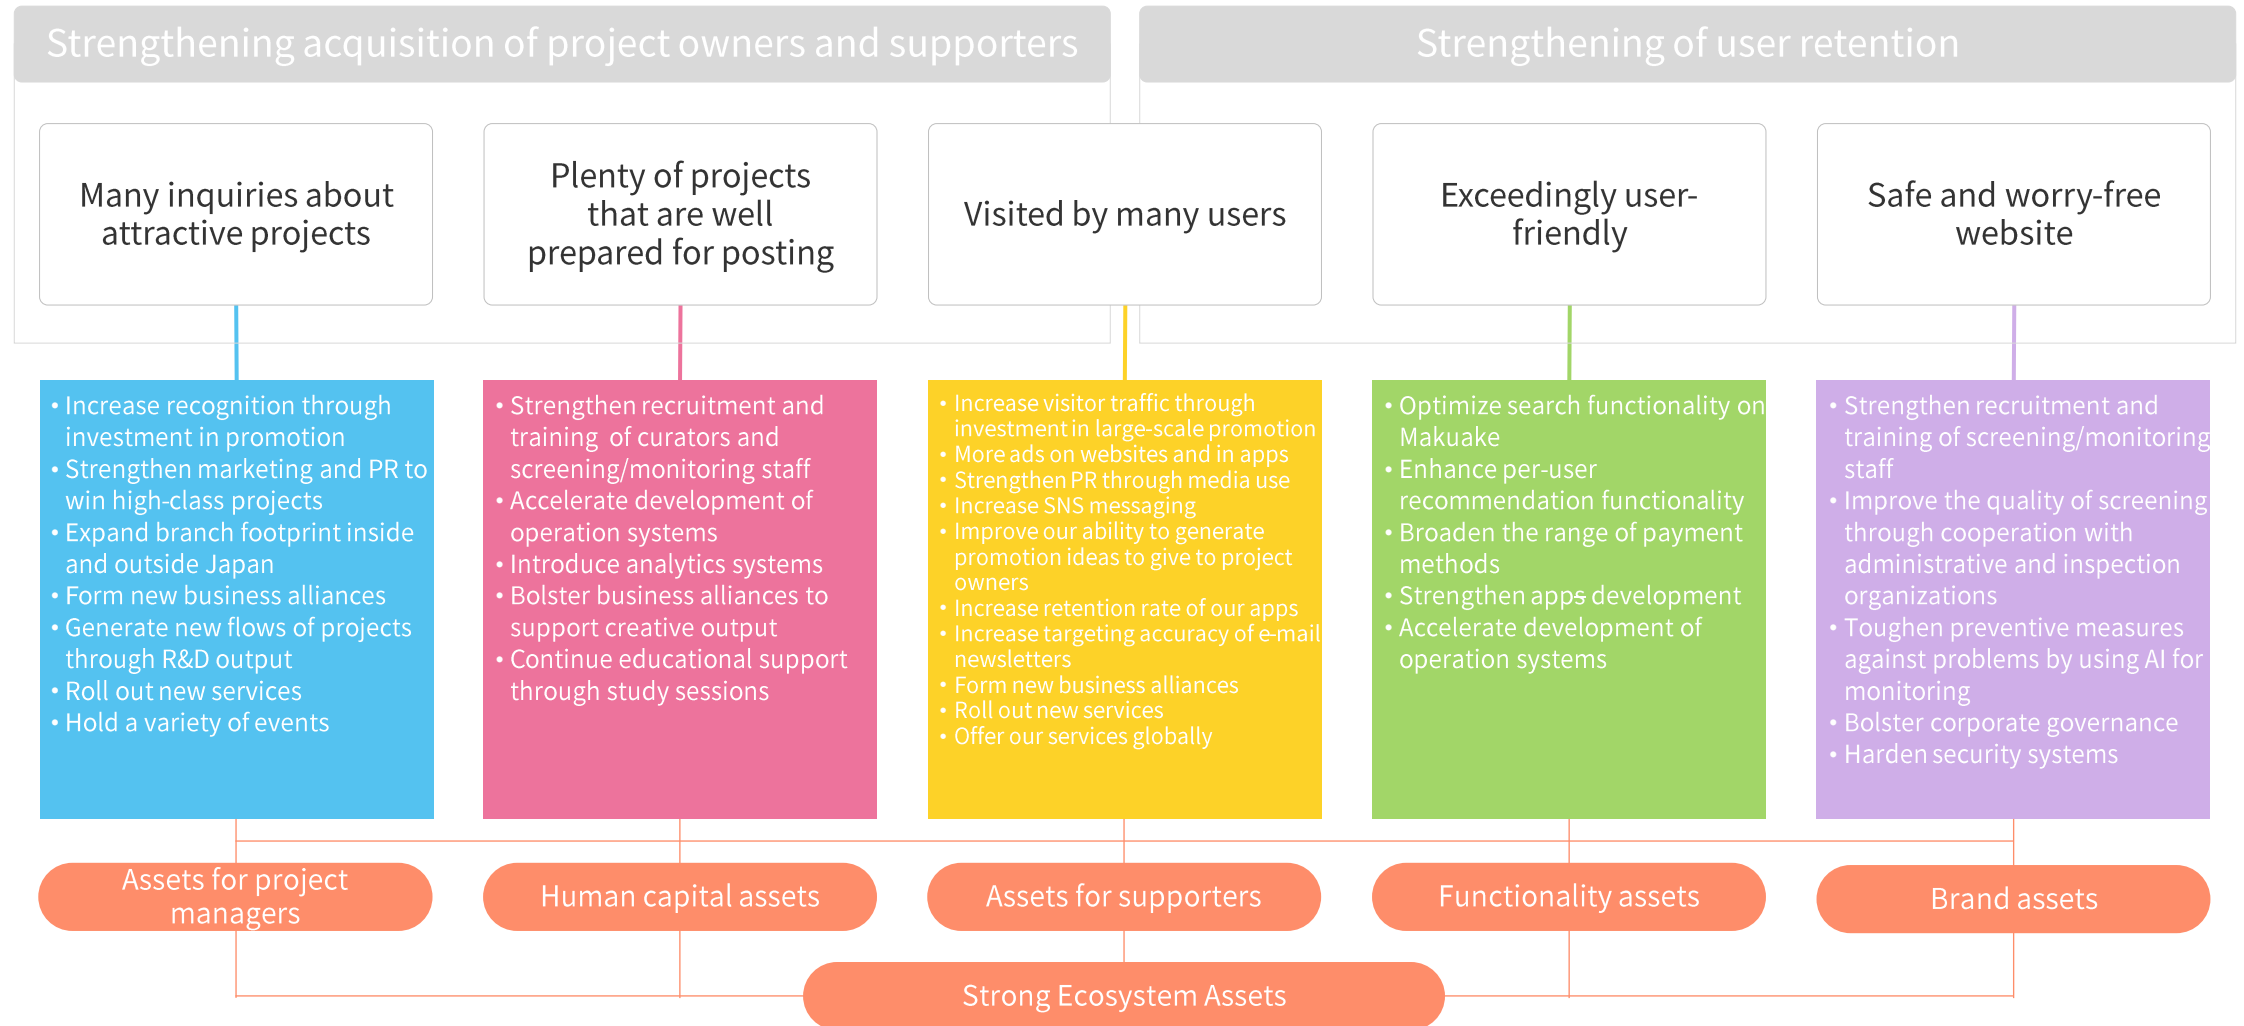 Strengthening acquisition of project owners and supporters
Strengthening of user retention
Many inquiries about
attractive projects
Plenty of projects
that are well
prepared for posting
Visited by many users
Exceedingly user-
friendly
Safe and worry-free
website
• Increase recognition through
investment in promotion
• Strengthen marketing and PR to
win high-class projects
• Expand branch footprint inside
and outside Japan
• Form new business alliances
• Generate new flows of projects
through R&D output
• Roll out new services
• Hold a variety of events
• Strengthen recruitment and
training of curators and
screening/monitoring staff
• Accelerate development of
operation systems
• Introduce analytics systems
• Bolster business alliances to
support creative output
• Continue educational support
through study sessions
• Increase visitor traffic through
investment in large-scale promotion
• More ads on websites and in apps
• Strengthen PR through media use
• Increase SNS messaging
• Improve our ability to generate
promotion ideas to give to project
owners
• Increase retention rate of our apps
• Increase targeting accuracy of e-mail
newsletters
• Form new business alliances
• Roll out new services
• Offer our services globally
• Optimize search functionality on
Makuake
• Enhance per-user
recommendation functionality
• Broaden the range of payment
methods
• Strengthen apps development
• Accelerate development of
operation systems
• Strengthen recruitment and
training of screening/monitoring
staff
• Improve the quality of screening
through cooperation with
administrative and inspection
organizations
• Toughen preventive measures
against problems by using AI for
monitoring
• Bolster corporate governance
• Harden security systems
Assets for project
managers
Human capital assets
Assets for supporters
Functionality assets
Brand assets
Strong Ecosystem Assets